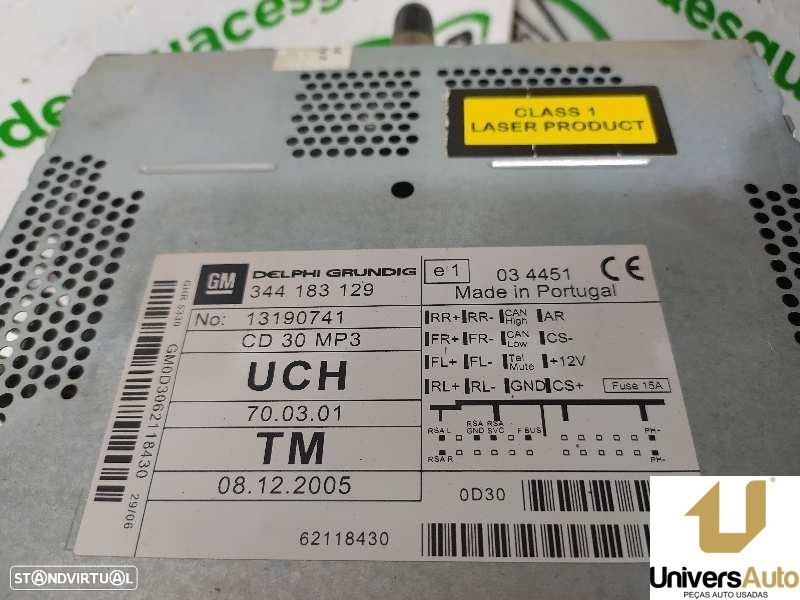 CLASS 1
LASER PRODUCT
GM DELPHI GRUNDIG
344 183 129
e1 03 4451 CE
Made in Portugal
No: 13190741
CD 30 MP3
UCH
70.03.01
TM
08.12.2005
62118430
RR+ RR- CAN High AR
FR+ FR- CAN Low CS-
FL+ FL- Tel Mute +12V
RL+ RL- GND CS+ Fuse 15A
RSA L RSA GND RSA SVC F BUS PH-
RSA R PH-
0D30
GM0D3062118430 29/06
STANDVIRTUAL
UniversAuto
PEÇAS AUTO USADAS